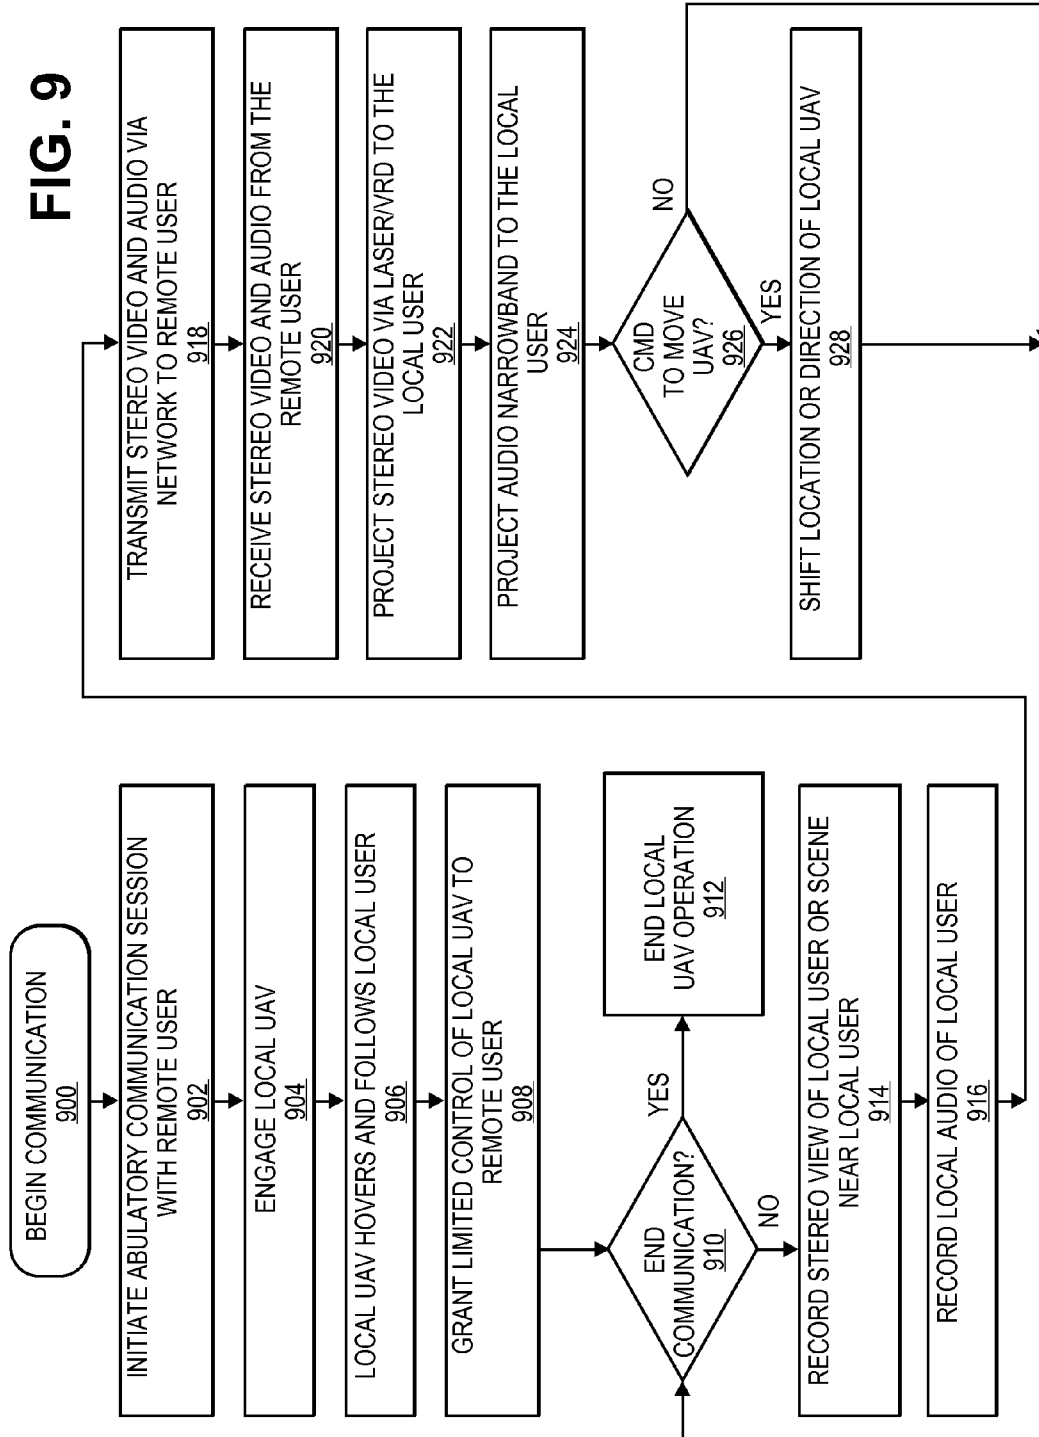 BEGIN COMMUNICATION
900
INITIATE ABULATORY COMMUNICATION SESSION
WITH REMOTE USER
902
ENGAGE LOCAL UAV
904
LOCAL UAV HOVERS AND FOLLOWS LOCAL USER
906
GRANT LIMITED CONTROL OF LOCAL UAV TO
REMOTE USER
908
END
COMMUNICATION?
910
YES
END LOCAL
UAV OPERATION
912
NO
RECORD STEREO VIEW OF LOCAL USER OR SCENE
NEAR LOCAL USER
914
RECORD LOCAL AUDIO OF LOCAL USER
916
FIG. 9
TRANSMIT STEREO VIDEO AND AUDIO VIA
NETWORK TO REMOTE USER
918
RECEIVE STEREO VIDEO AND AUDIO FROM THE
REMOTE USER
920
PROJECT STEREO VIDEO VIA LASER/VRD TO THE
LOCAL USER
922
PROJECT AUDIO NARROWBAND TO THE LOCAL
USER
924
CMD
TO MOVE
UAV?
926
NO
YES
SHIFT LOCATION OR DIRECTION OF LOCAL UAV
928